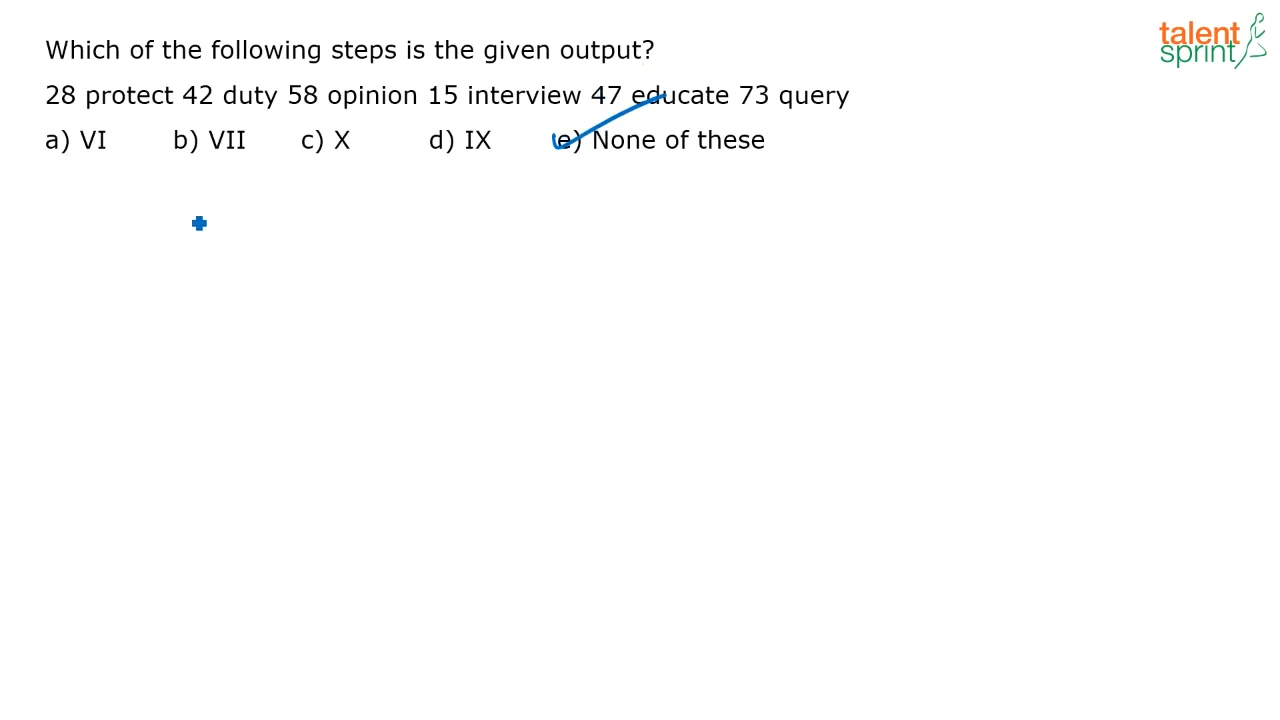 talent
sprint
Which of the following steps is the given output?
28 protect 42 duty 58 opinion 15 interview 47 educate 73 query
a) VI b) VII c) X d) IX e) None of these